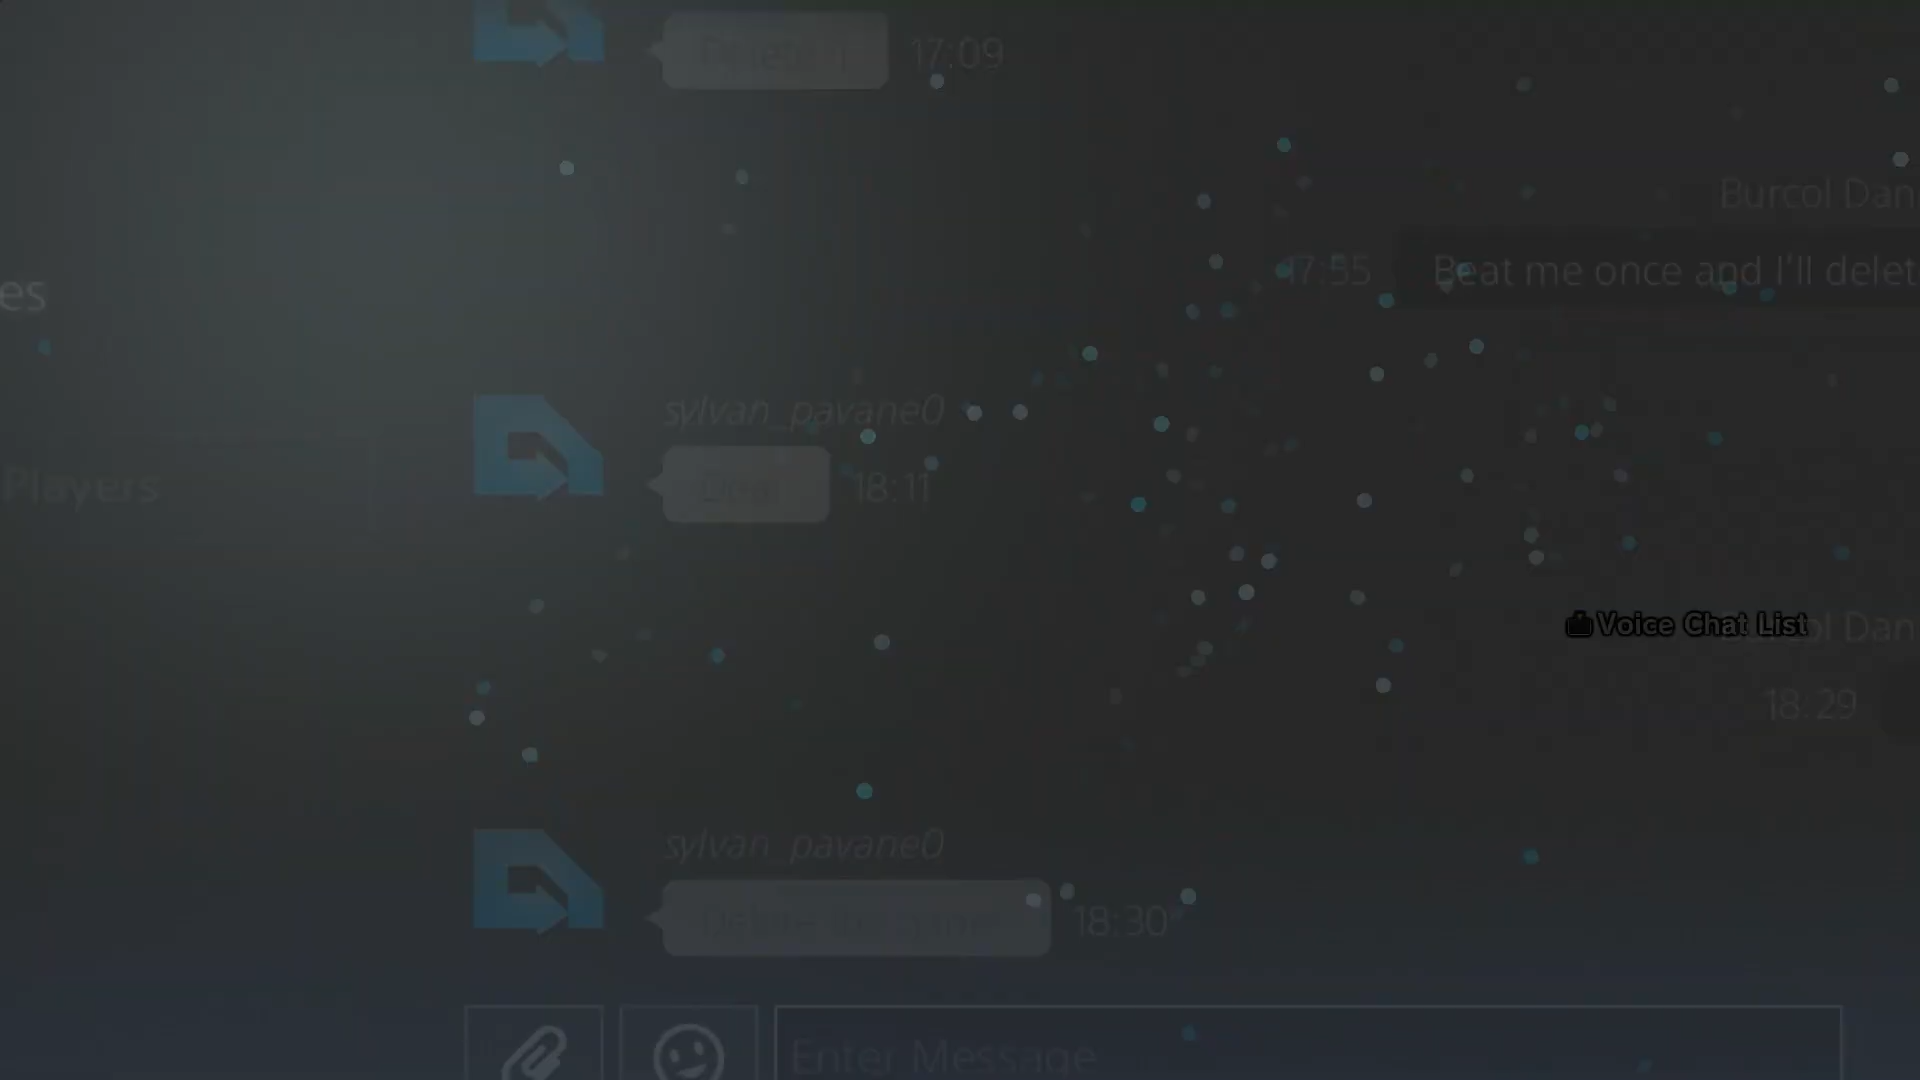 17:09
Burcol Dan
17:55 Beat me once and I'll delet
es
sylvan_pavane0
Players
18:11
Voice Chat List
Dan
18:29
sylvan_pavane0
18:30
Enter Message